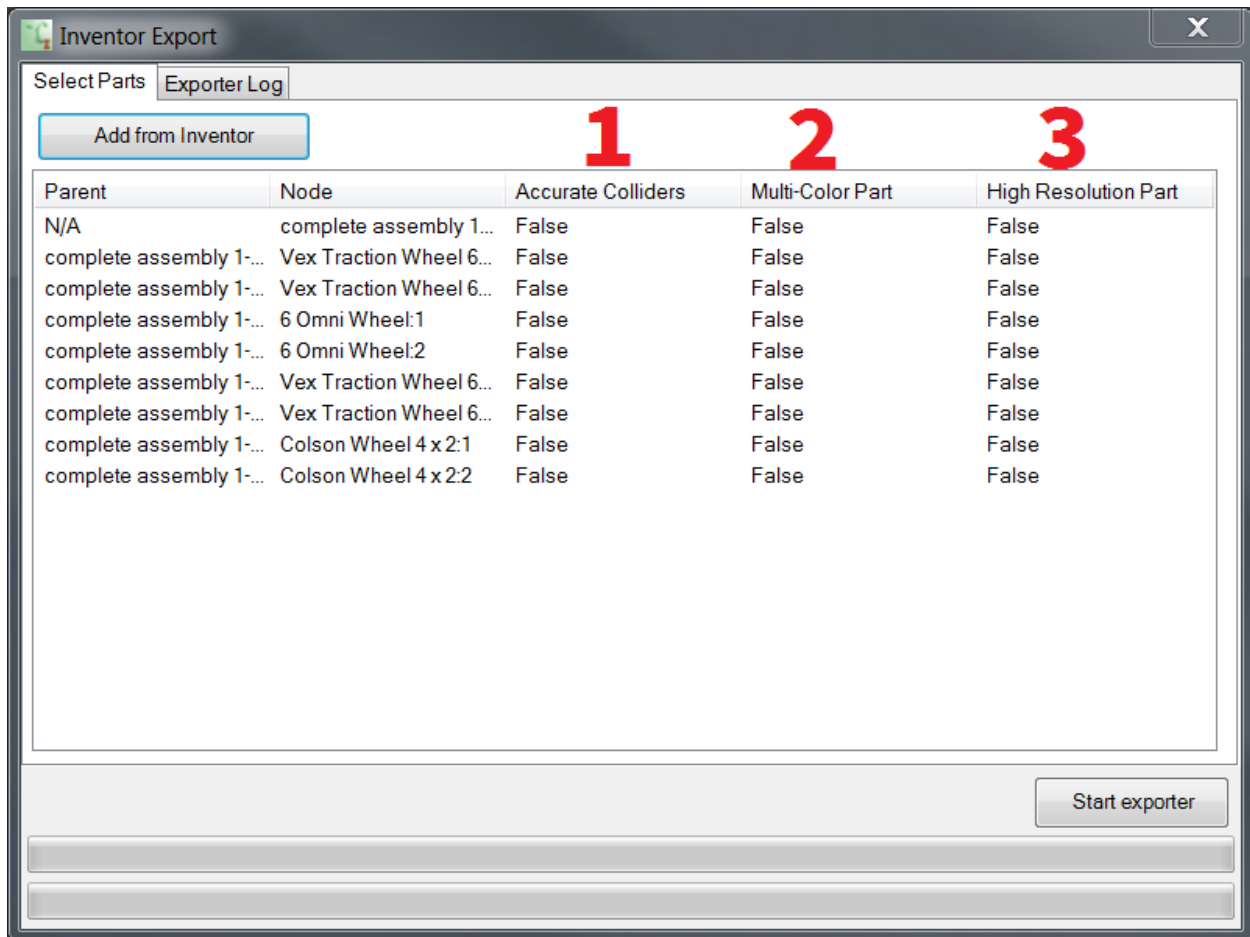 Inventor Export X
Select Parts Exporter Log
Add from Inventor 1 2 3
Parent Node Accurate Colliders Multi-Color Part High Resolution Part
N/A complete assembly 1... False False False
complete assembly 1-... Vex Traction Wheel 6... False False False
complete assembly 1-... Vex Traction Wheel 6... False False False
complete assembly 1-... 6 Omni Wheel:1 False False False
complete assembly 1-... 6 Omni Wheel:2 False False False
complete assembly 1-... Vex Traction Wheel 6... False False False
complete assembly 1-... Vex Traction Wheel 6... False False False
complete assembly 1-... Colson Wheel 4 x 2:1 False False False
complete assembly 1-... Colson Wheel 4 x 2:2 False False False
Start exporter